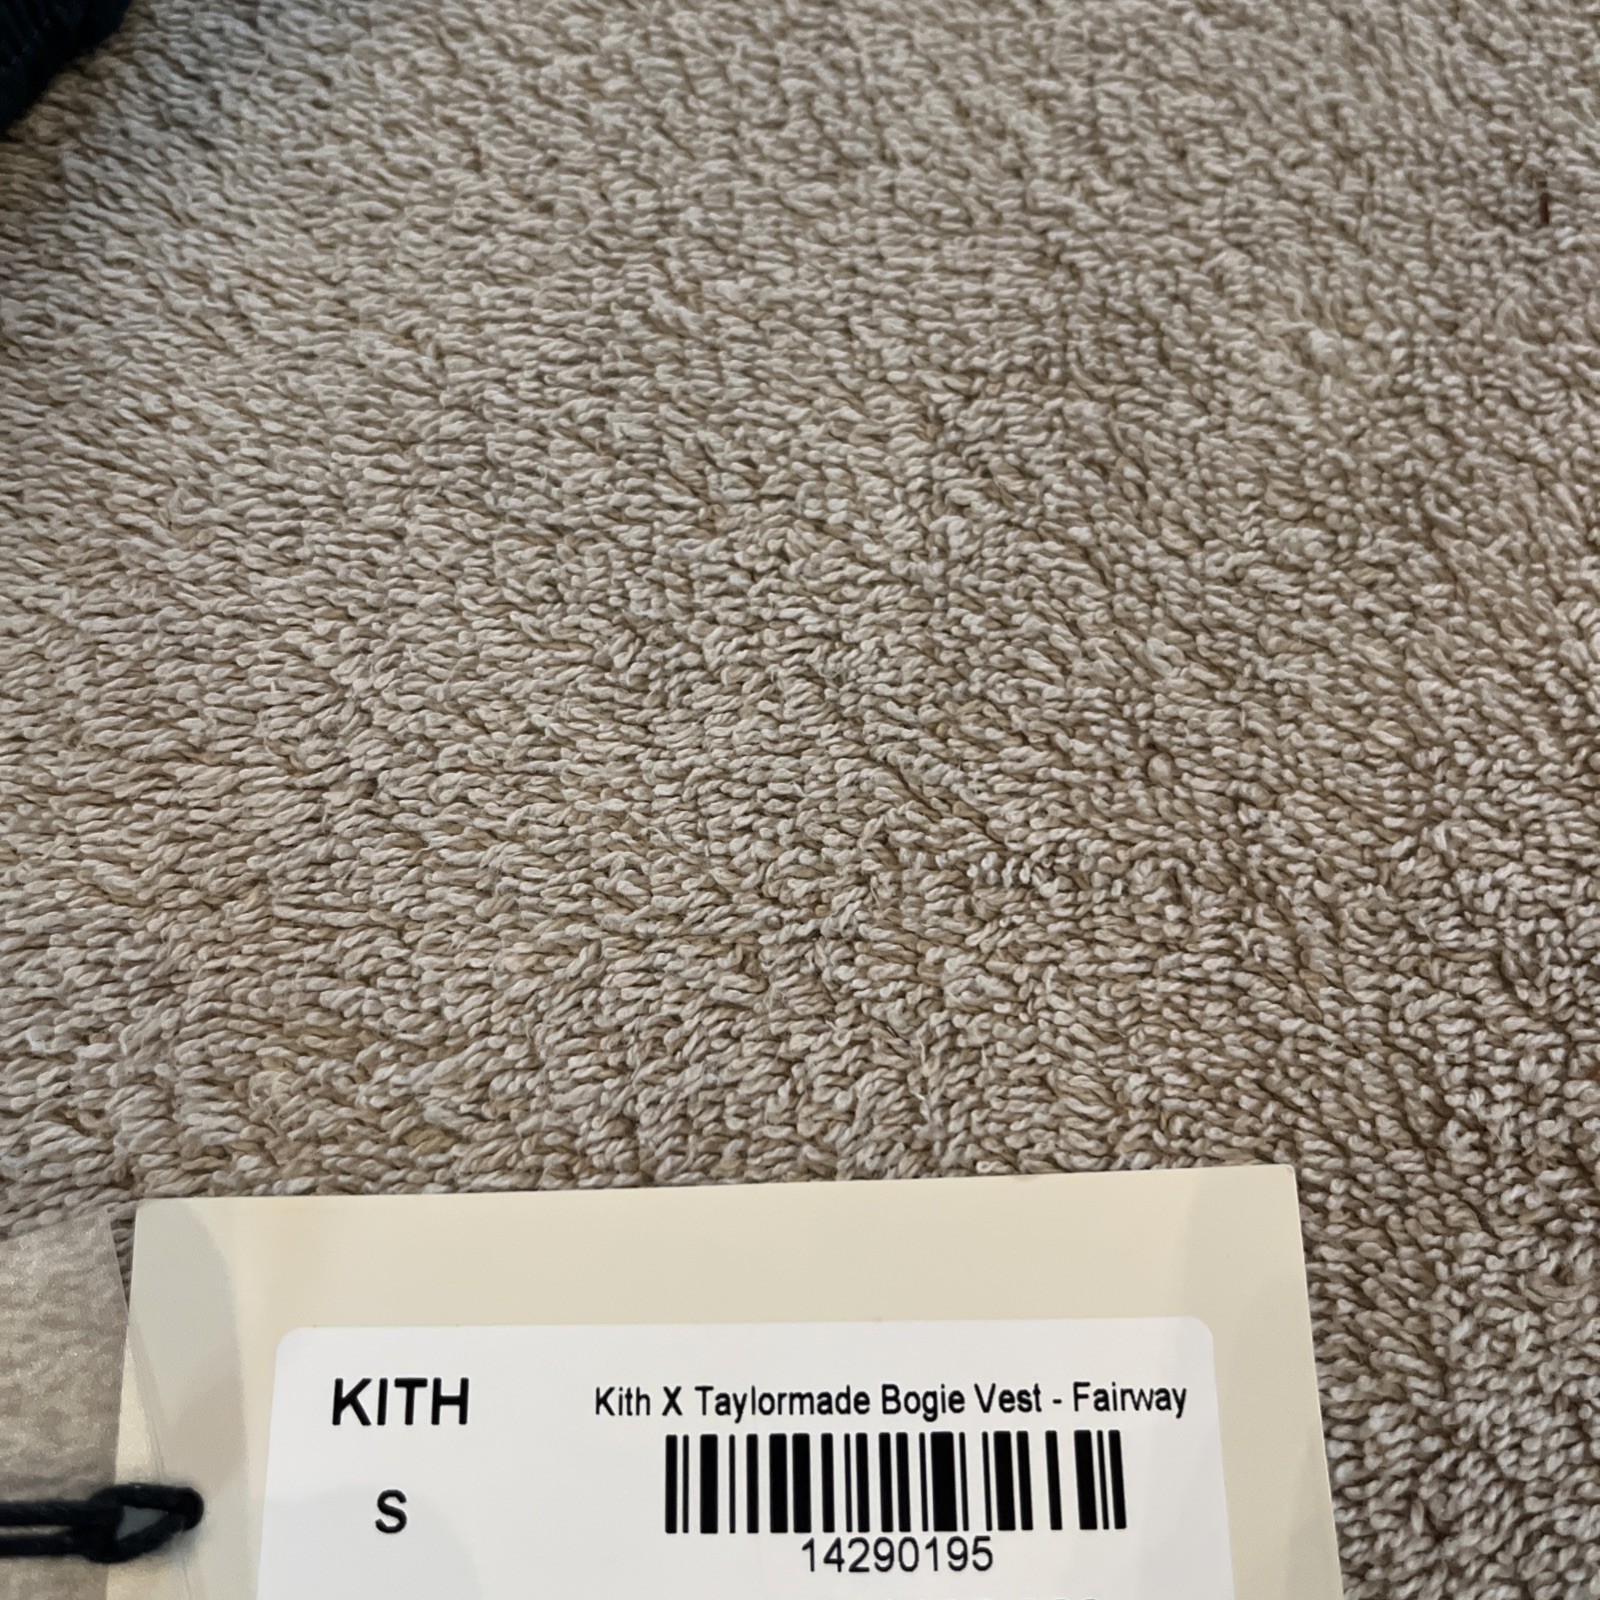 KITH
Kith X Taylormade Bogie Vest - Fairway
S
14290195